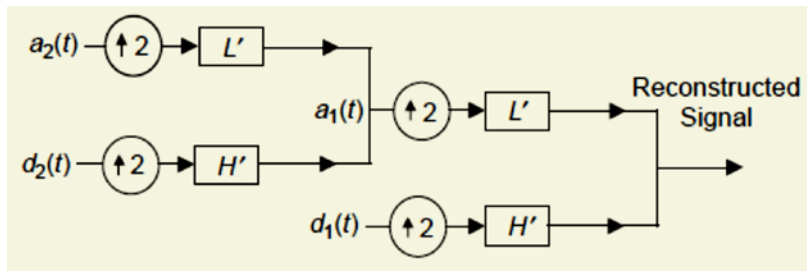 a2(t) ↑2 L′
a1(t) ↑2 L′
Reconstructed
Signal
d2(t) ↑2 H′
d1(t) ↑2 H′